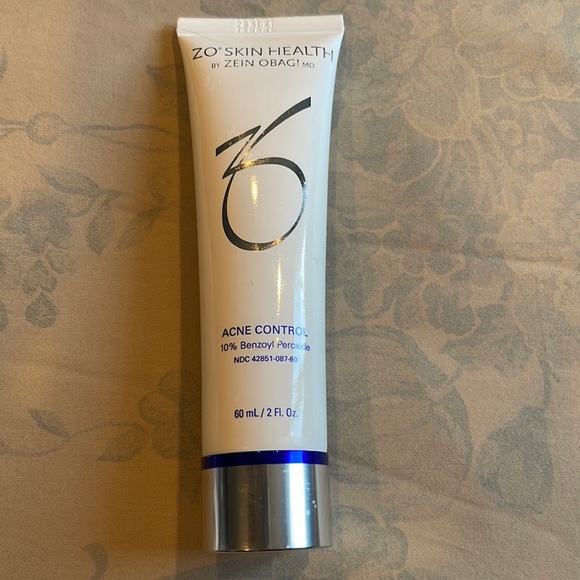 ZO® SKIN HEALTH
BY ZEIN OBAGI MD
ACNE CONTROL
10% Benzoyl Peroxide
NDC 42851-087-60
60 mL / 2 Fl. Oz.